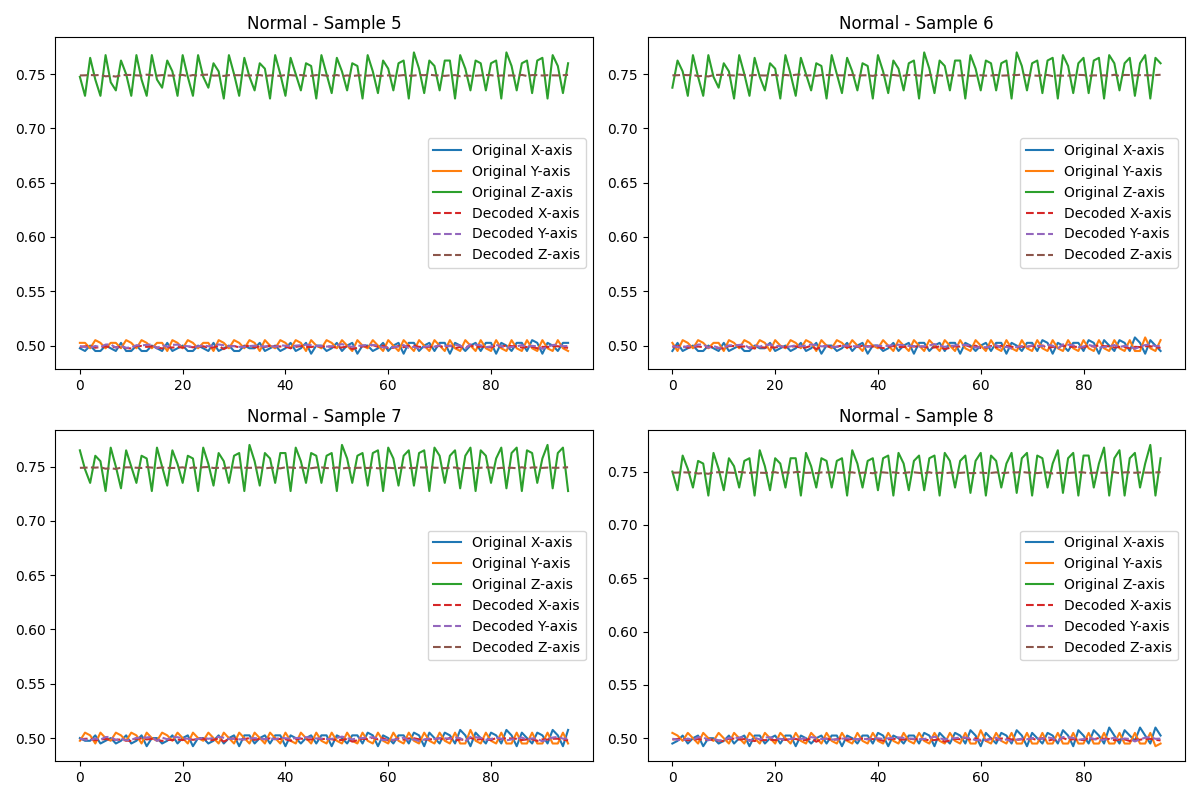 Normal - Sample 5
0.75
0.70
0.65
0.60
0.55
0.50
0 20 40 60 80
Original X-axis
Original Y-axis
Original Z-axis
Decoded X-axis
Decoded Y-axis
Decoded Z-axis
Normal - Sample 6
0.75
0.70
0.65
0.60
0.55
0.50
0 20 40 60 80
Original X-axis
Original Y-axis
Original Z-axis
Decoded X-axis
Decoded Y-axis
Decoded Z-axis
Normal - Sample 7
0.75
0.70
0.65
0.60
0.55
0.50
0 20 40 60 80
Original X-axis
Original Y-axis
Original Z-axis
Decoded X-axis
Decoded Y-axis
Decoded Z-axis
Normal - Sample 8
0.75
0.70
0.65
0.60
0.55
0.50
0 20 40 60 80
Original X-axis
Original Y-axis
Original Z-axis
Decoded X-axis
Decoded Y-axis
Decoded Z-axis